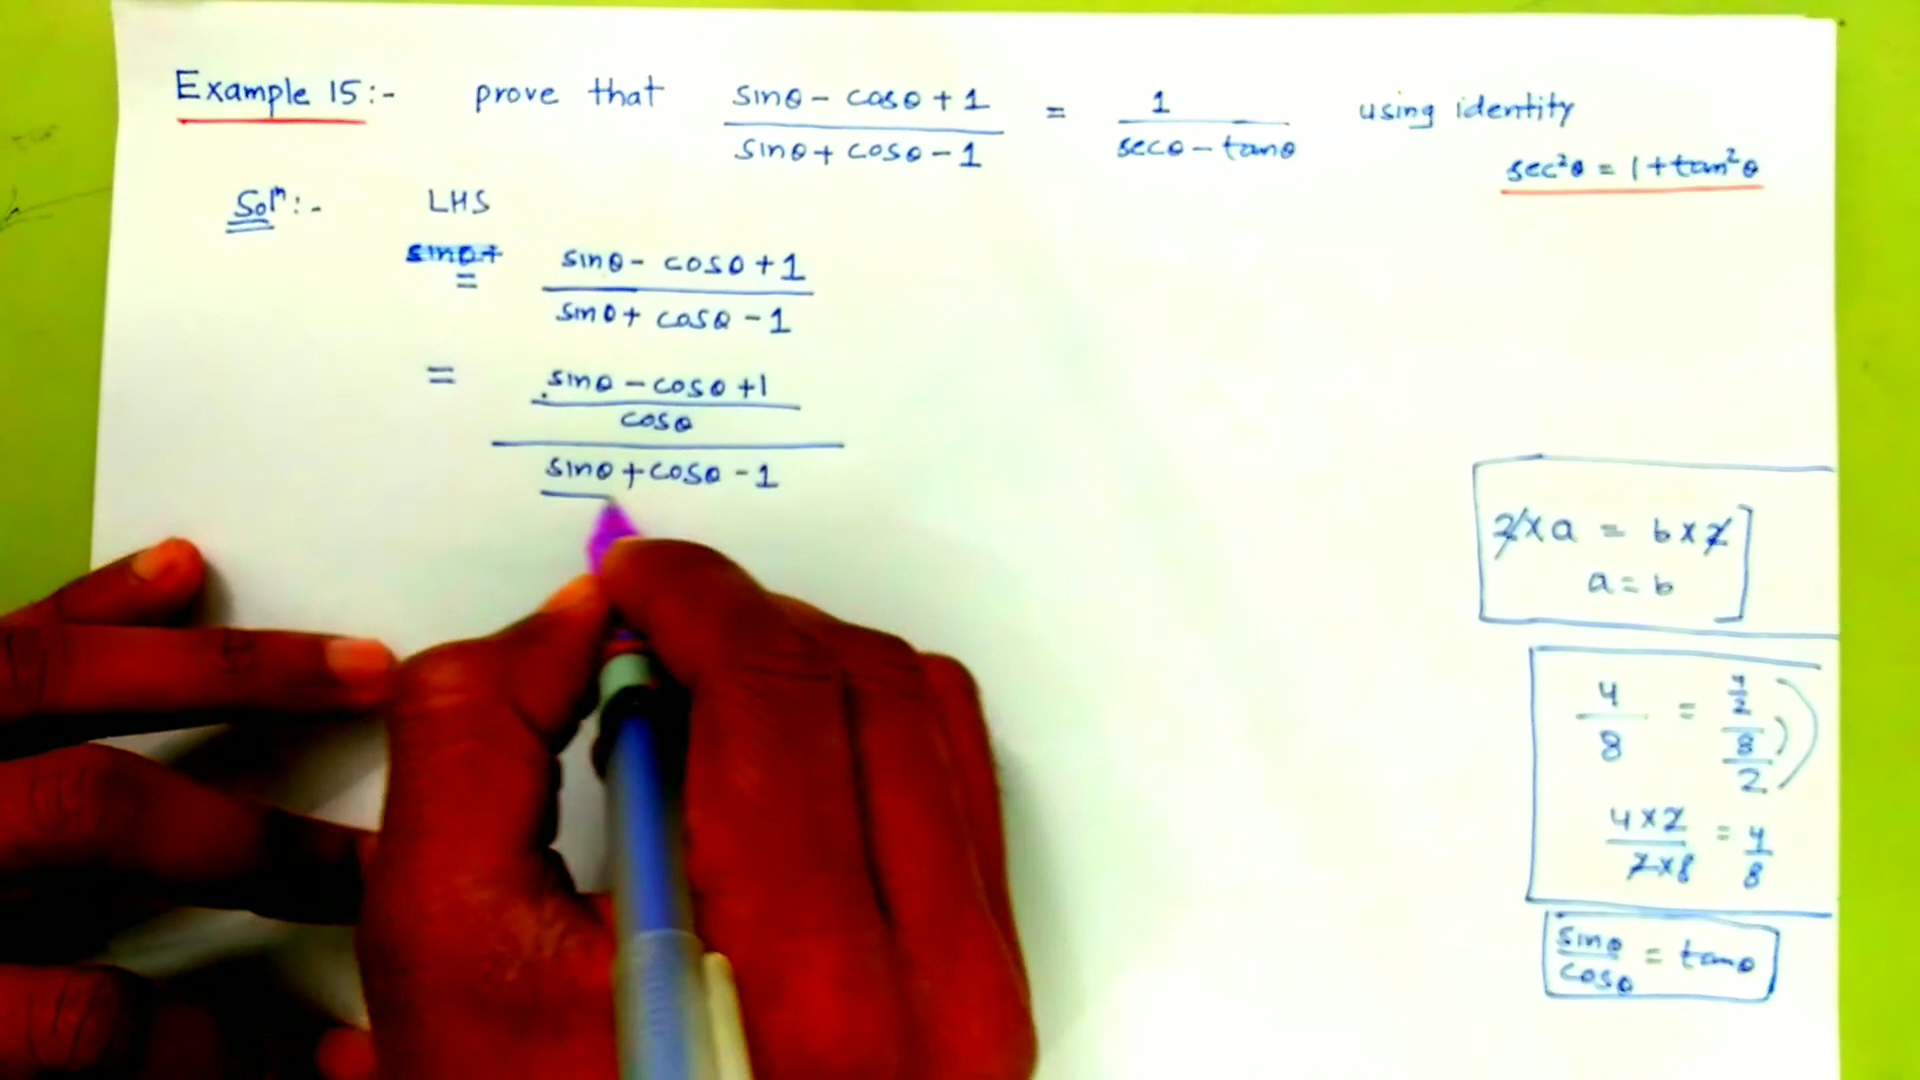 Example 15:- prove that sinθ - cosθ + 1 / sinθ + cosθ - 1 = 1 / secθ - tanθ using identity
sec²θ = 1 + tan²θ
Solⁿ:- LHS
sinθ+
= sinθ - cosθ + 1 / sinθ + cosθ - 1
= sinθ - cosθ + 1 / cosθ
sinθ + cosθ - 1
2 x a = b x 2
a = b
4 / 8 = 4/2 / 8/2
4 x 2 / 2 x 8 = 4 / 8
sinθ / cosθ = tanθ